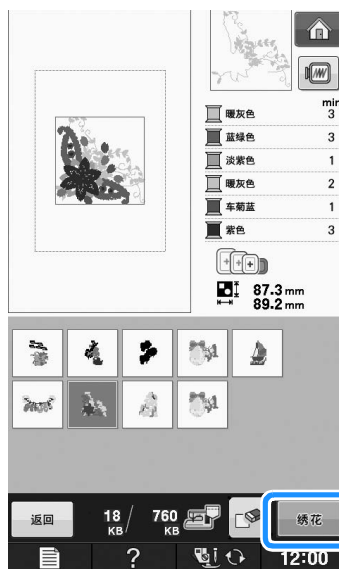 min
暖灰色 3
蓝绿色 3
淡紫色 1
暖灰色 2
车菊蓝 1
紫色 3
87.3 mm
89.2 mm
返回
18 KB / 760 KB
绣花
?
12:00